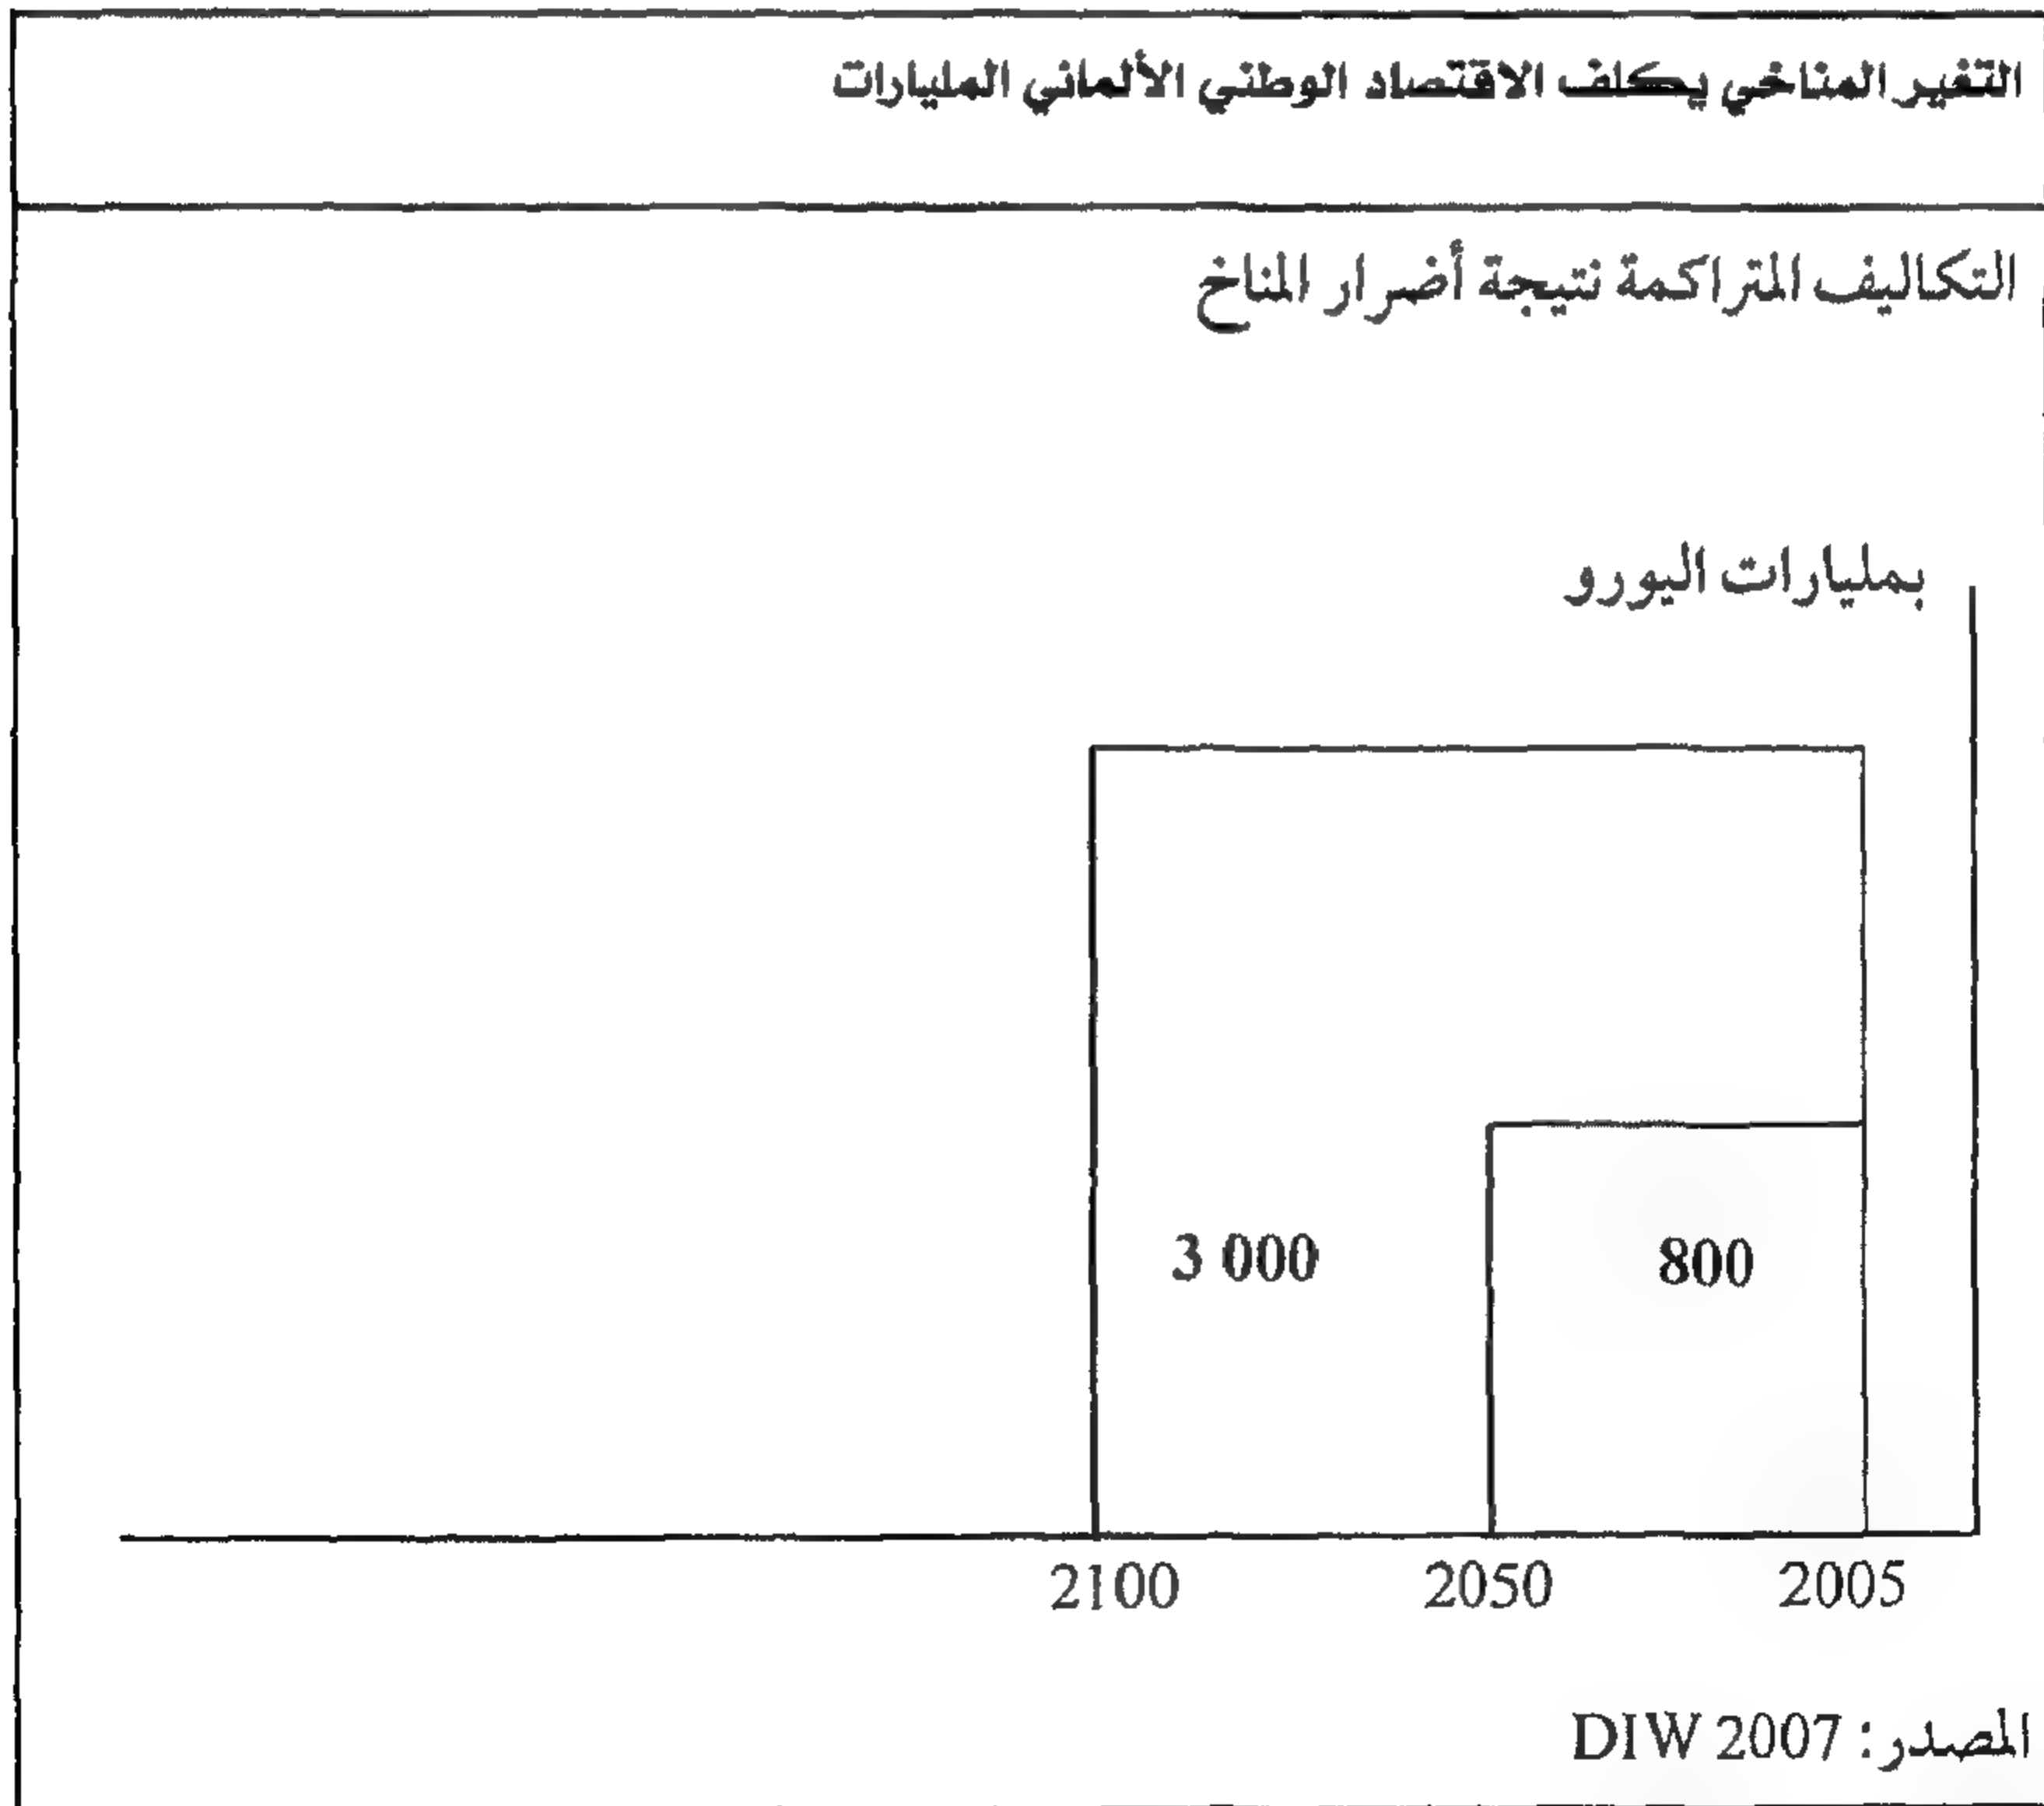 التغير المناخي يكلف الاقتصاد الوطني الألماني المليارات
التكاليف المتراكمة نتيجة أضرار المناخ
بمليارات اليورو
3 000
800
2005
2050
2100
المصدر: DIW 2007